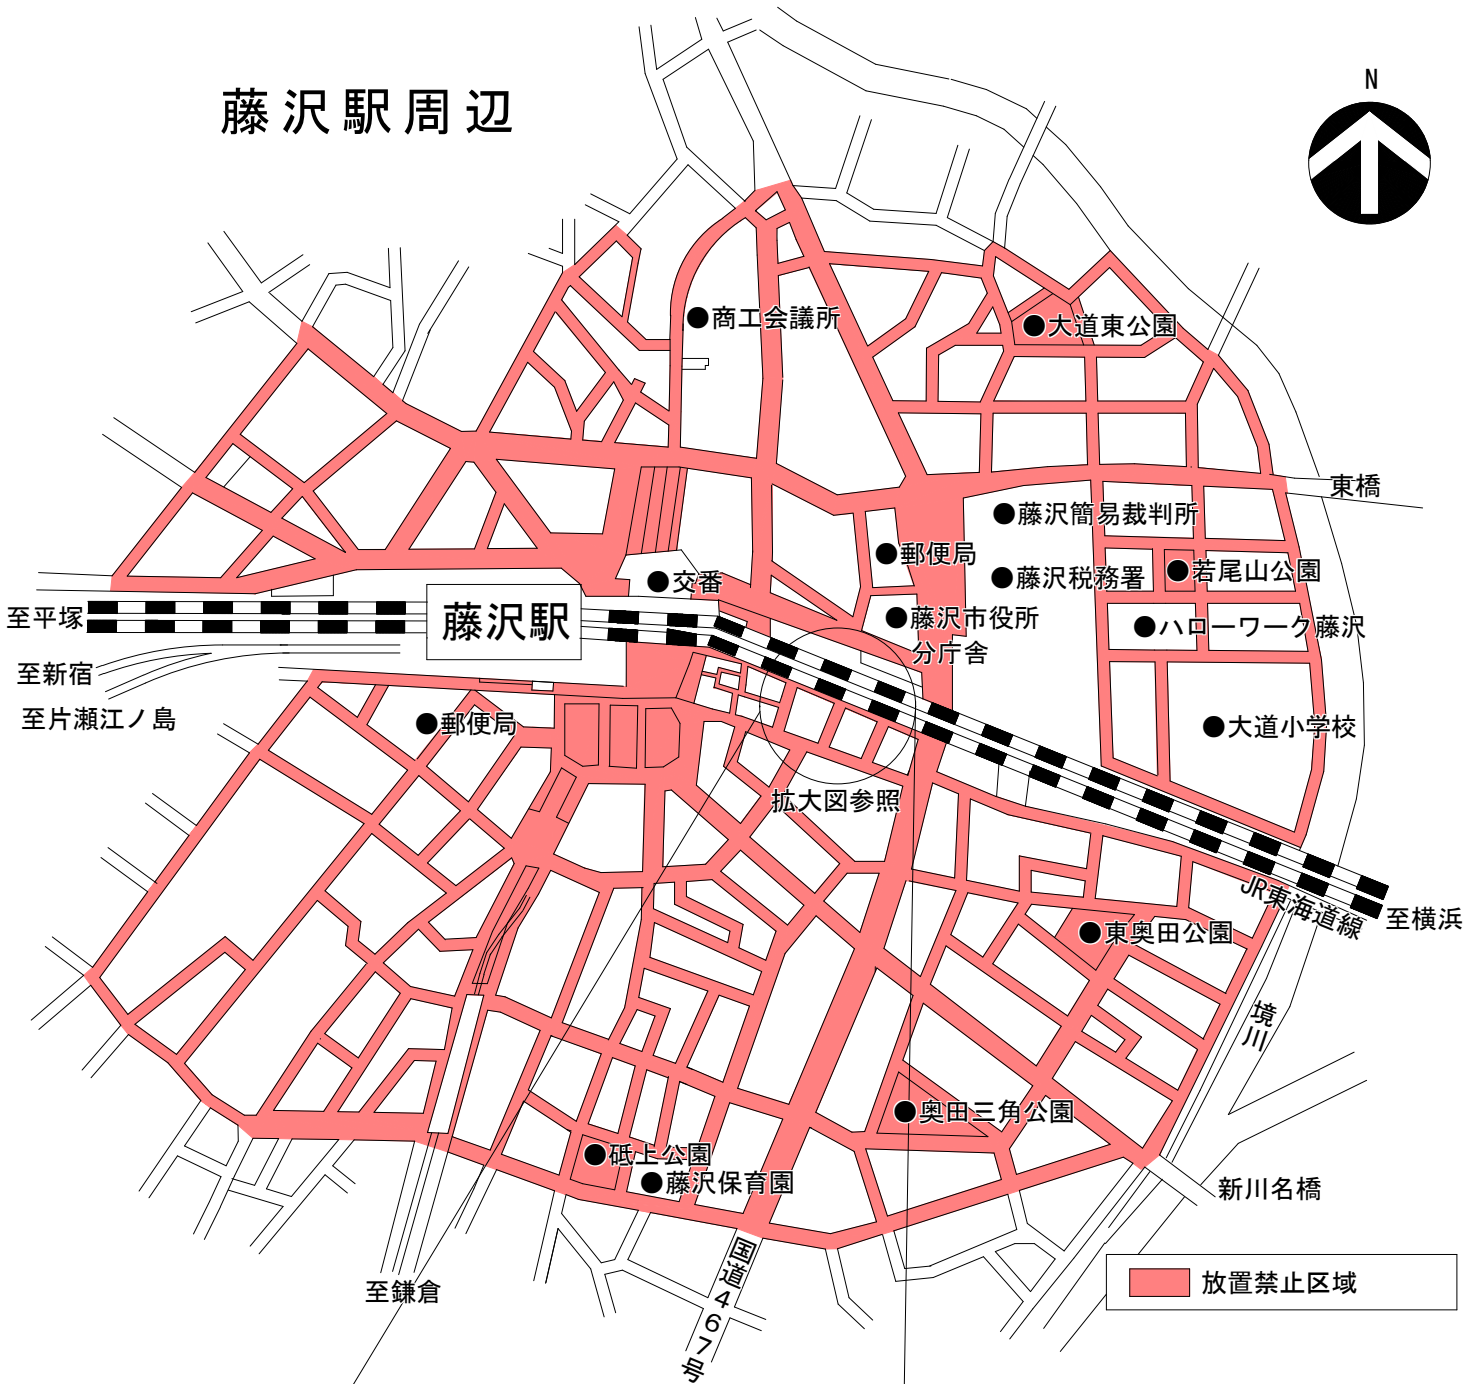 藤沢駅周辺
N
商工会議所
大道東公園
東橋
藤沢簡易裁判所
郵便局
藤沢税務署
若尾山公園
交番
藤沢市役所
分庁舎
ハローワーク藤沢
至平塚
藤沢駅
至新宿
至片瀬江ノ島
郵便局
大道小学校
拡大図参照
JR東海道線
至横浜
東奥田公園
境川
奥田三角公園
砥上公園
藤沢保育園
新川名橋
国道467号
至鎌倉
放置禁止区域